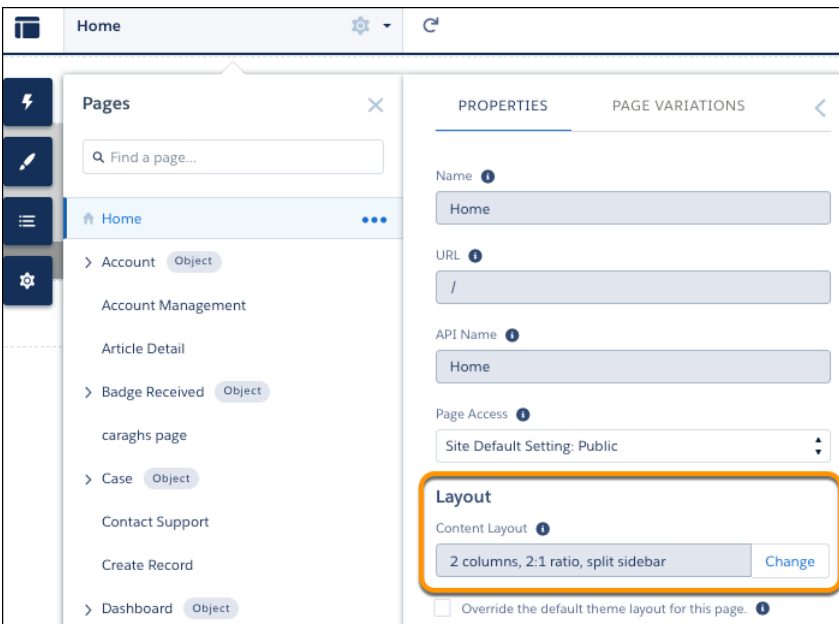 Home
Pages
Find a page...
Home
Account Object
Account Management
Article Detail
Badge Received Object
caraghs page
Case Object
Contact Support
Create Record
Dashboard Object
PROPERTIES PAGE VARIATIONS
Name
Home
URL
/
API Name
Home
Page Access
Site Default Setting: Public
Layout
Content Layout
2 columns, 2:1 ratio, split sidebar Change
Override the default theme layout for this page.